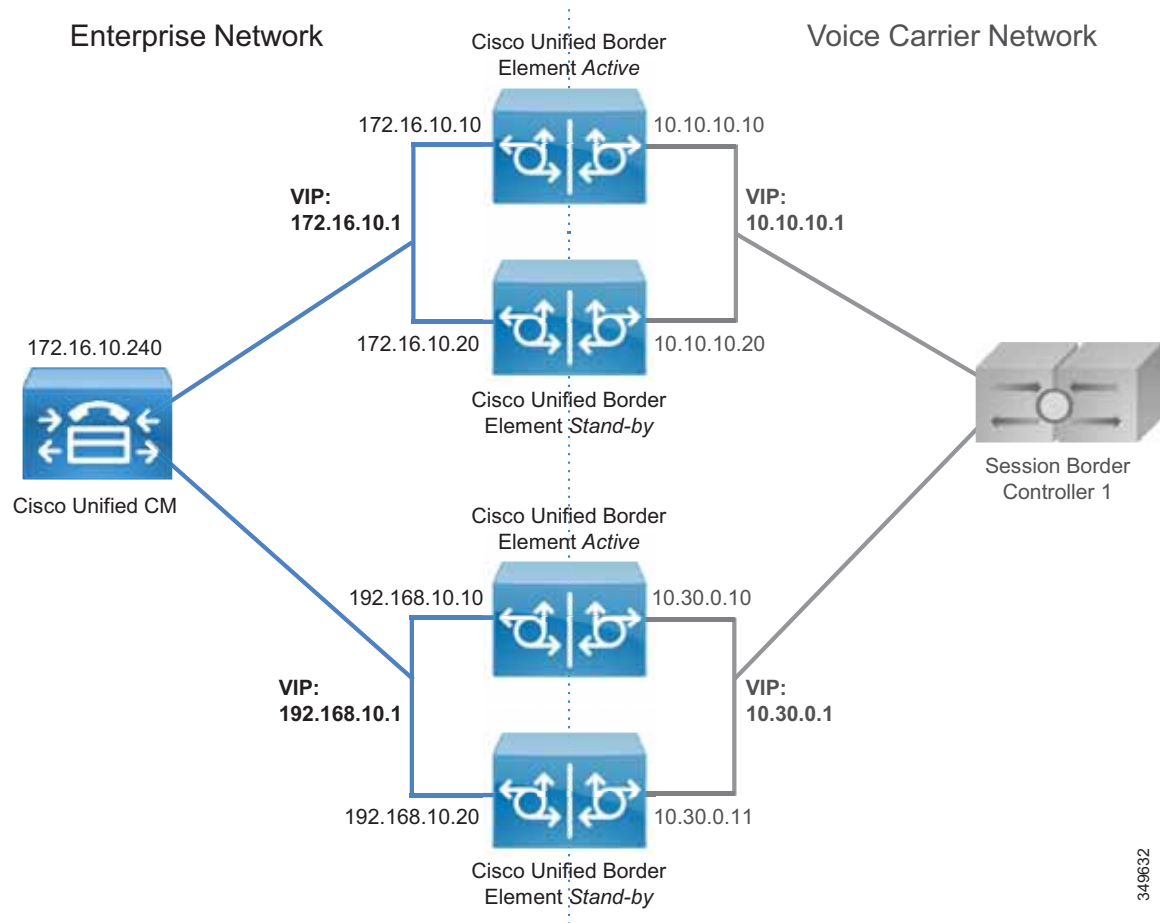 Enterprise Network
Voice Carrier Network
Cisco Unified Border
Element Active
172.16.10.10
10.10.10.10
VIP:
172.16.10.1
VIP:
10.10.10.1
172.16.10.20
10.10.10.20
Cisco Unified Border
Element Stand-by
172.16.10.240
Cisco Unified CM
Session Border
Controller 1
Cisco Unified Border
Element Active
192.168.10.10
10.30.0.10
VIP:
192.168.10.1
VIP:
10.30.0.1
192.168.10.20
10.30.0.11
Cisco Unified Border
Element Stand-by
349632